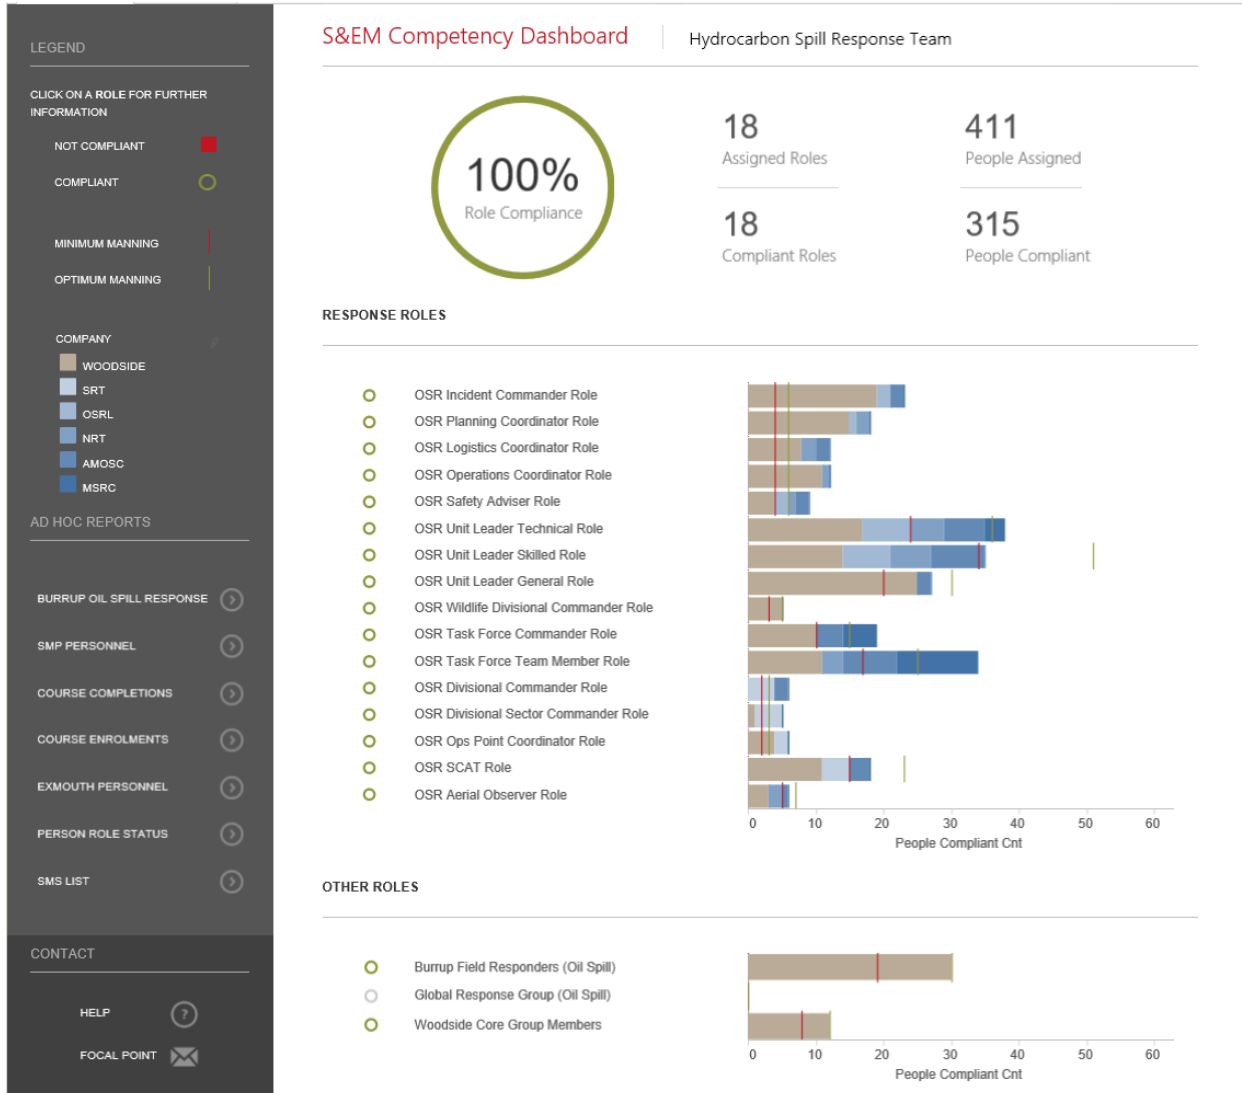 LEGEND
CLICK ON A ROLE FOR FURTHER
INFORMATION
NOT COMPLIANT
COMPLIANT
MINIMUM MANNING
OPTIMUM MANNING
COMPANY
WOODSIDE
SRT
OSRL
NRT
AMOSC
MSRC
AD HOC REPORTS
BURRUP OIL SPILL RESPONSE
SMP PERSONNEL
COURSE COMPLETIONS
COURSE ENROLMENTS
EXMOUTH PERSONNEL
PERSON ROLE STATUS
SMS LIST
CONTACT
HELP ?
FOCAL POINT
S&EM Competency Dashboard
Hydrocarbon Spill Response Team
100%
Role Compliance
18
Assigned Roles
411
People Assigned
18
Compliant Roles
315
People Compliant
RESPONSE ROLES
OSR Incident Commander Role
OSR Planning Coordinator Role
OSR Logistics Coordinator Role
OSR Operations Coordinator Role
OSR Safety Adviser Role
OSR Unit Leader Technical Role
OSR Unit Leader Skilled Role
OSR Unit Leader General Role
OSR Wildlife Divisional Commander Role
OSR Task Force Commander Role
OSR Task Force Team Member Role
OSR Divisional Commander Role
OSR Divisional Sector Commander Role
OSR Ops Point Coordinator Role
OSR SCAT Role
OSR Aerial Observer Role
0 10 20 30 40 50 60
People Compliant Cnt
OTHER ROLES
Burrup Field Responders (Oil Spill)
Global Response Group (Oil Spill)
Woodside Core Group Members
0 10 20 30 40 50 60
People Compliant Cnt